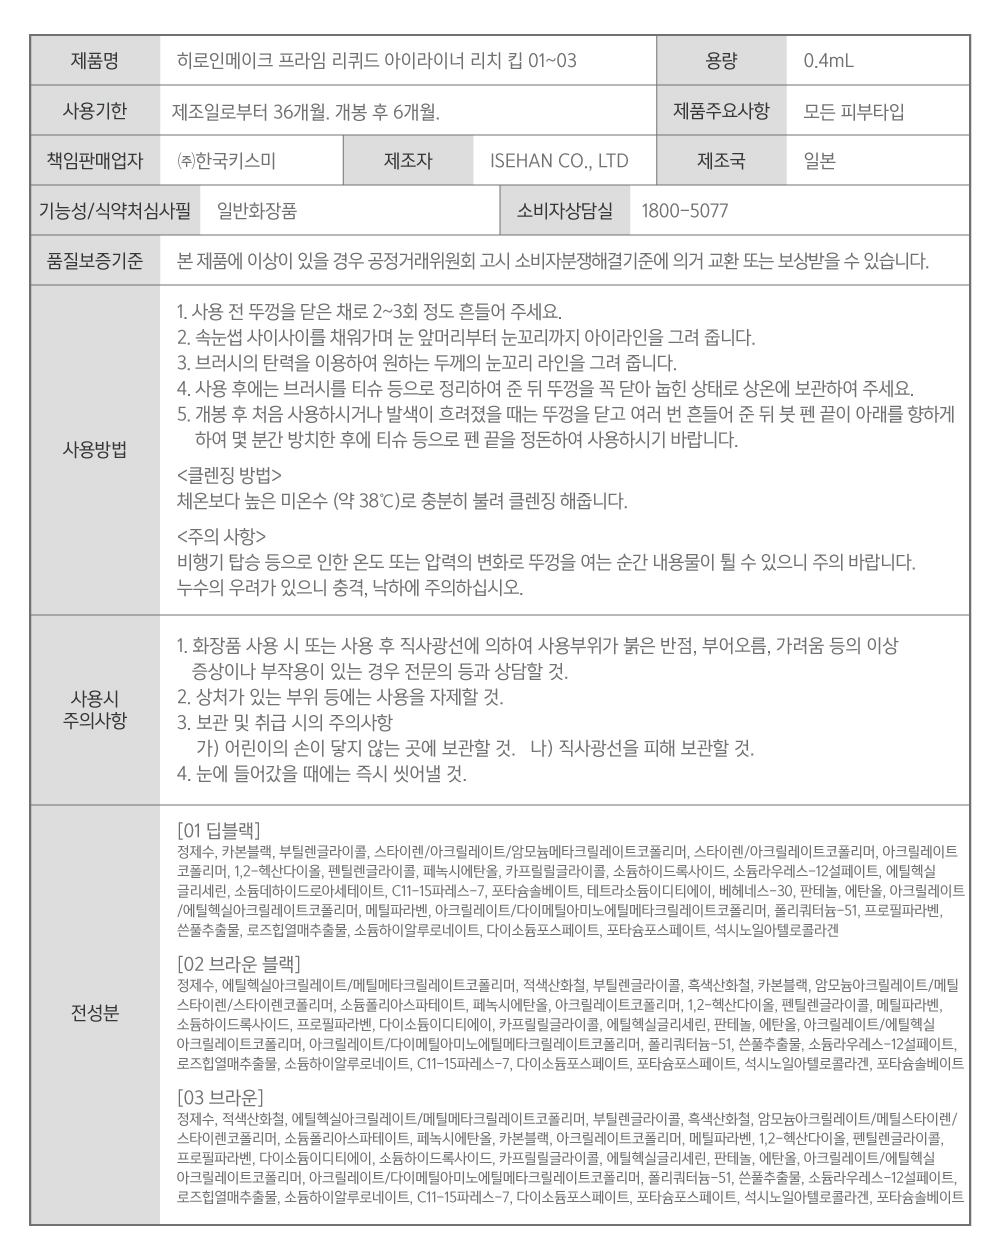 제품명 히로인메이크 프라임 리퀴드 아이라이너 리치 킵 01~03 용량 0.4mL
사용기한 제조일로부터 36개월. 개봉 후 6개월. 제품주요사항 모든 피부타입
책임판매업자 ㈜한국키스미 제조자 ISEHAN CO., LTD 제조국 일본
기능성/식약처심사필 일반화장품 소비자상담실 1800-5077
품질보증기준 본 제품에 이상이 있을 경우 공정거래위원회 고시 소비자분쟁해결기준에 의거 교환 또는 보상받을 수 있습니다.
사용방법
1. 사용 전 뚜껑을 닫은 채로 2~3회 정도 흔들어 주세요.
2. 속눈썹 사이사이를 채워가며 눈 앞머리부터 눈꼬리까지 아이라인을 그려 줍니다.
3. 브러시의 탄력을 이용하여 원하는 두께의 눈꼬리 라인을 그려 줍니다.
4. 사용 후에는 브러시를 티슈 등으로 정리하여 준 뒤 뚜껑을 꼭 닫아 눕힌 상태로 상온에 보관하여 주세요.
5. 개봉 후 처음 사용하시거나 발색이 흐려졌을 때는 뚜껑을 닫고 여러 번 흔들어 준 뒤 붓 펜 끝이 아래를 향하게
하여 몇 분간 방치한 후에 티슈 등으로 펜 끝을 정돈하여 사용하시기 바랍니다.
<클렌징 방법>
체온보다 높은 미온수 (약 38℃)로 충분히 불려 클렌징 해줍니다.
<주의 사항>
비행기 탑승 등으로 인한 온도 또는 압력의 변화로 뚜껑을 여는 순간 내용물이 튈 수 있으니 주의 바랍니다.
누수의 우려가 있으니 충격, 낙하에 주의하십시오.
사용시
주의사항
1. 화장품 사용 시 또는 사용 후 직사광선에 의하여 사용부위가 붉은 반점, 부어오름, 가려움 등의 이상
증상이나 부작용이 있는 경우 전문의 등과 상담할 것.
2. 상처가 있는 부위 등에는 사용을 자제할 것.
3. 보관 및 취급 시의 주의사항
가) 어린이의 손이 닿지 않는 곳에 보관할 것. 나) 직사광선을 피해 보관할 것.
4. 눈에 들어갔을 때에는 즉시 씻어낼 것.
전성분
[01 딥블랙]
정제수, 카본블랙, 부틸렌글라이콜, 스타이렌/아크릴레이트/암모늄메타크릴레이트코폴리머, 스타이렌/아크릴레이트코폴리머, 아크릴레이트
코폴리머, 1,2-헥산다이올, 펜틸렌글라이콜, 페녹시에탄올, 카프릴릴글라이콜, 소듐하이드록사이드, 소듐라우레스-12설페이트, 에틸헥실
글리세린, 소듐데하이드로아세테이트, C11-15파레스-7, 포타슘솔베이트, 테트라소듐이디티에이, 베헤네스-30, 판테놀, 에탄올, 아크릴레이트
/에틸헥실아크릴레이트코폴리머, 메틸파라벤, 아크릴레이트/다이메틸아미노에틸메타크릴레이트코폴리머, 폴리쿼터늄-51, 프로필파라벤,
쓴풀추출물, 로즈힙열매추출물, 소듐하이알루로네이트, 다이소듐포스페이트, 포타슘포스페이트, 석시노일아텔로콜라겐
[02 브라운 블랙]
정제수, 에틸헥실아크릴레이트/메틸메타크릴레이트코폴리머, 적색산화철, 부틸렌글라이콜, 흑색산화철, 카본블랙, 암모늄아크릴레이트/메틸
스타이렌/스타이렌코폴리머, 소듐폴리아스파테이트, 페녹시에탄올, 아크릴레이트코폴리머, 1,2-헥산다이올, 펜틸렌글라이콜, 메틸파라벤,
소듐하이드록사이드, 프로필파라벤, 다이소듐이디티에이, 카프릴릴글라이콜, 에틸헥실글리세린, 판테놀, 에탄올, 아크릴레이트/에틸헥실
아크릴레이트코폴리머, 아크릴레이트/다이메틸아미노에틸메타크릴레이트코폴리머, 폴리쿼터늄-51, 쓴풀추출물, 소듐라우레스-12설페이트,
로즈힙열매추출물, 소듐하이알루로네이트, C11-15파레스-7, 다이소듐포스페이트, 포타슘포스페이트, 석시노일아텔로콜라겐, 포타슘솔베이트
[03 브라운]
정제수, 적색산화철, 에틸헥실아크릴레이트/메틸메타크릴레이트코폴리머, 부틸렌글라이콜, 흑색산화철, 암모늄아크릴레이트/메틸스타이렌/
스타이렌코폴리머, 소듐폴리아스파테이트, 페녹시에탄올, 카본블랙, 아크릴레이트코폴리머, 메틸파라벤, 1,2-헥산다이올, 펜틸렌글라이콜,
프로필파라벤, 다이소듐이디티에이, 소듐하이드록사이드, 카프릴릴글라이콜, 에틸헥실글리세린, 판테놀, 에탄올, 아크릴레이트/에틸헥실
아크릴레이트코폴리머, 아크릴레이트/다이메틸아미노에틸메타크릴레이트코폴리머, 폴리쿼터늄-51, 쓴풀추출물, 소듐라우레스-12설페이트,
로즈힙열매추출물, 소듐하이알루로네이트, C11-15파레스-7, 다이소듐포스페이트, 포타슘포스페이트, 석시노일아텔로콜라겐, 포타슘솔베이트